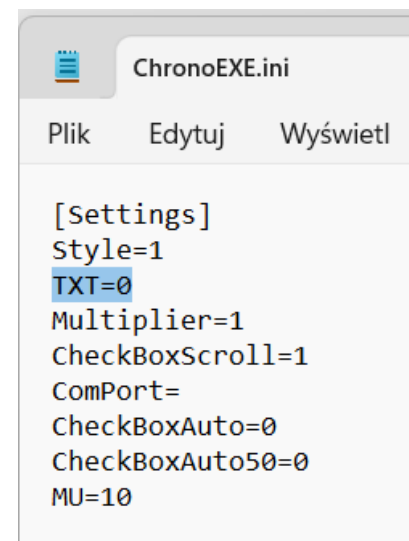 ChronoEXE.ini
Plik Edytuj Wyświetl
[Settings]
Style=1
TXT=0
Multiplier=1
CheckBoxScroll=1
ComPort=
CheckBoxAuto=0
CheckBoxAuto50=0
MU=10